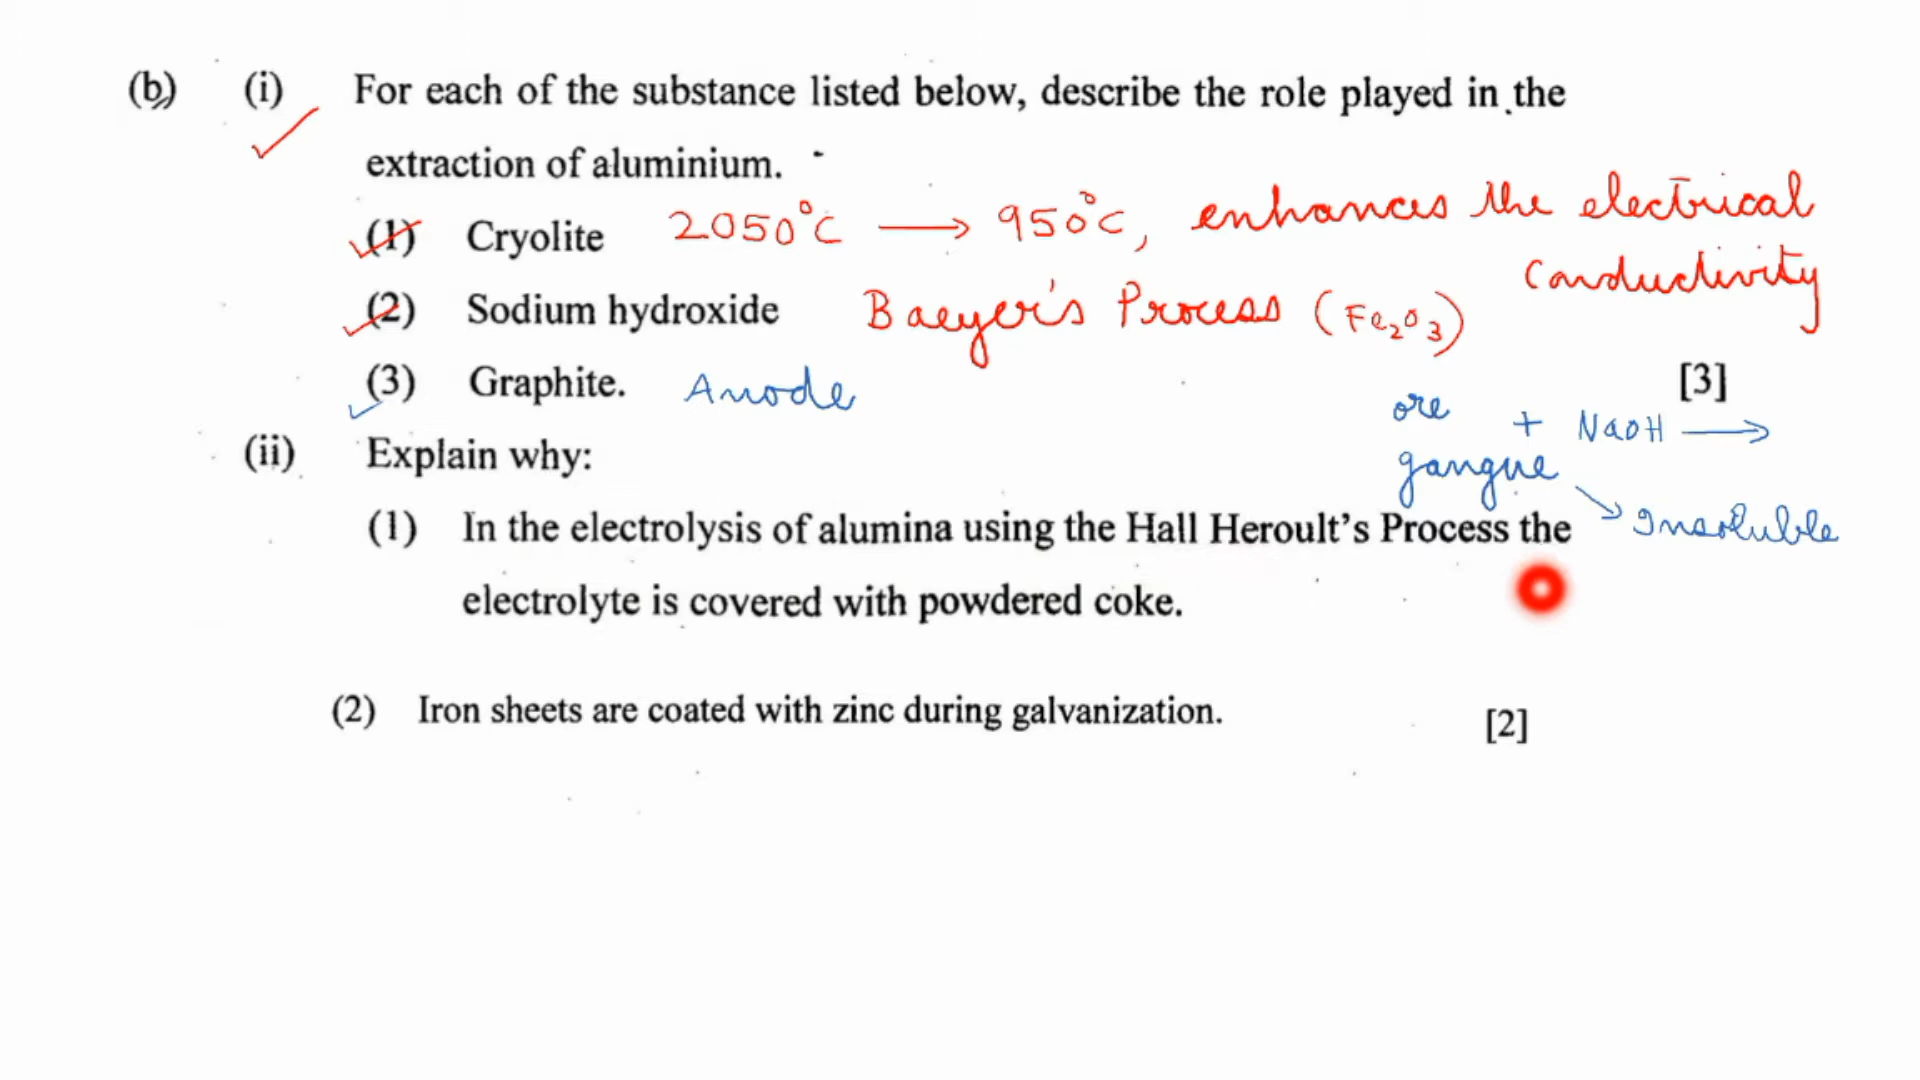 (b) (i) For each of the substance listed below, describe the role played in the
extraction of aluminium.
(1) Cryolite 2050°C → 950°C, enhances the electrical
conductivity
(2) Sodium hydroxide Baeyer's Process (Fe₂O₃)
(3) Graphite. Anode [3]
ore + NaOH →
gangue
(ii) Explain why:
(1) In the electrolysis of alumina using the Hall Heroult's Process the
Insoluble
electrolyte is covered with powdered coke.
(2) Iron sheets are coated with zinc during galvanization. [2]